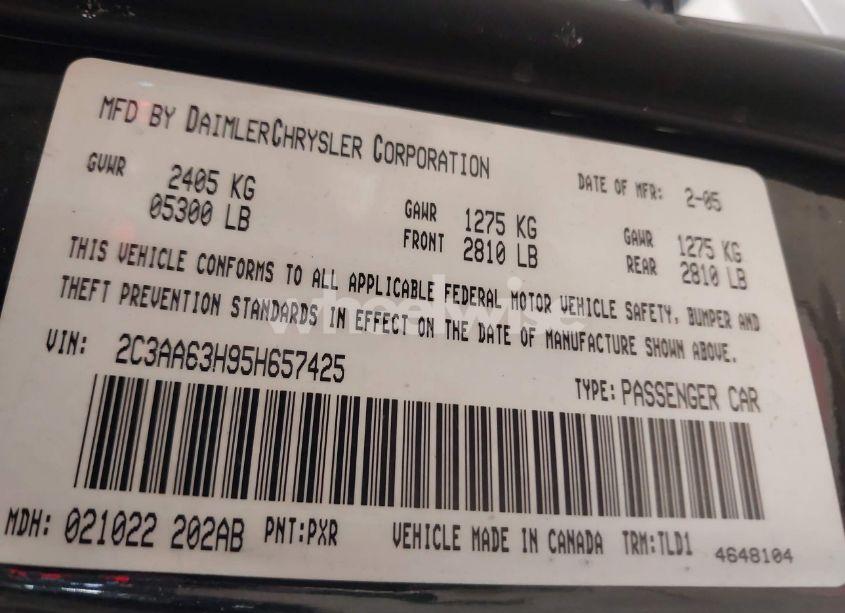 MFD BY DAIMLERCHRYSLER CORPORATION
DATE OF MFR: 2-05
GVWR 2405 KG
05300 LB
GAWR FRONT 1275 KG
2810 LB
GAWR REAR 1275 KG
2810 LB
THIS VEHICLE CONFORMS TO ALL APPLICABLE FEDERAL MOTOR VEHICLE SAFETY, BUMPER AND
THEFT PREVENTION STANDARDS IN EFFECT ON THE DATE OF MANUFACTURE SHOWN ABOVE.
wheelwise
VIN: 2C3AA63H95H657425
TYPE: PASSENGER CAR
MDH: 021022 202AB PNT:PXR VEHICLE MADE IN CANADA TRM:TLD1 4648104